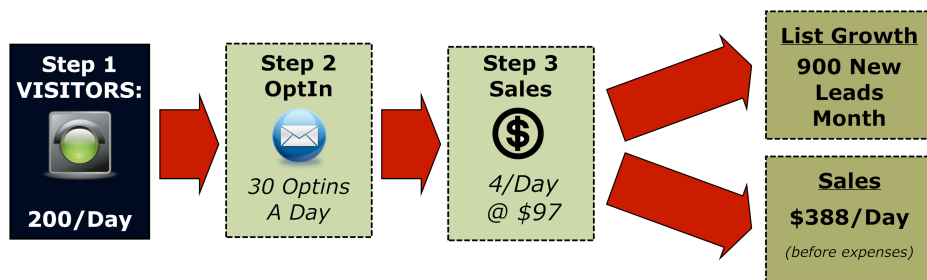 Step 1
VISITORS:
200/Day
Step 2
OptIn
30 Optins
A Day
Step 3
Sales
$
4/Day
@ $97
List Growth
900 New
Leads
Month
Sales
$388/Day
(before expenses)